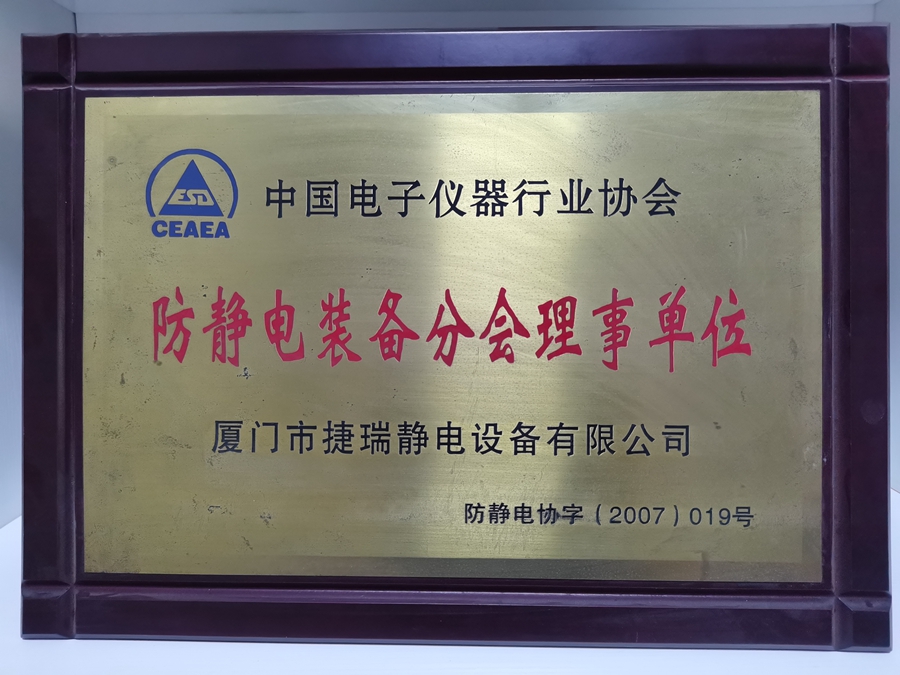 ESD
CEAEA
中国电子仪器行业协会
防静电装备分会理事单位
厦门市捷瑞静电设备有限公司
防静电协字（2007）019号